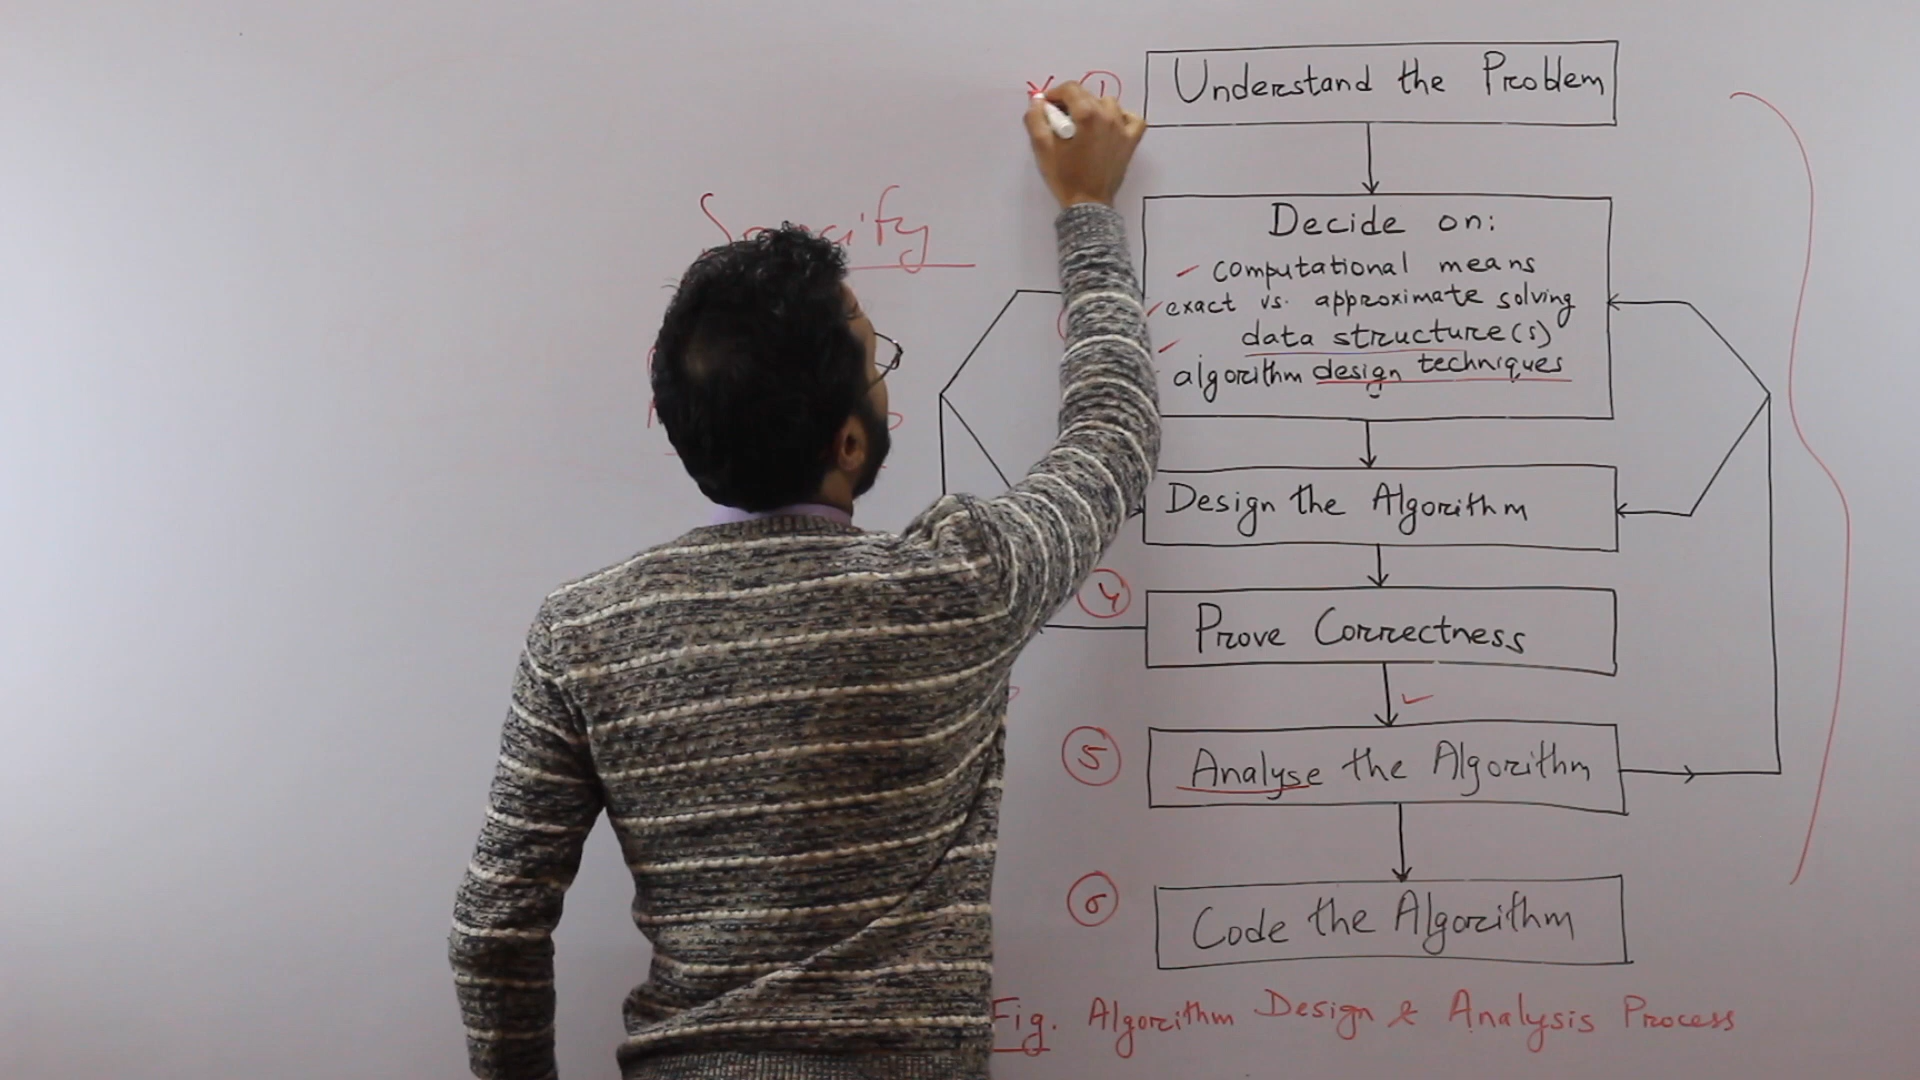 1
Understand the Problem
Decide on:
computational means
exact vs. approximate solving
data structure(s)
algorithm design techniques
Design the Algorithm
4
Prove Correctness
5
Analyse the Algorithm
6
Code the Algorithm
Fig. Algorithm Design & Analysis Process